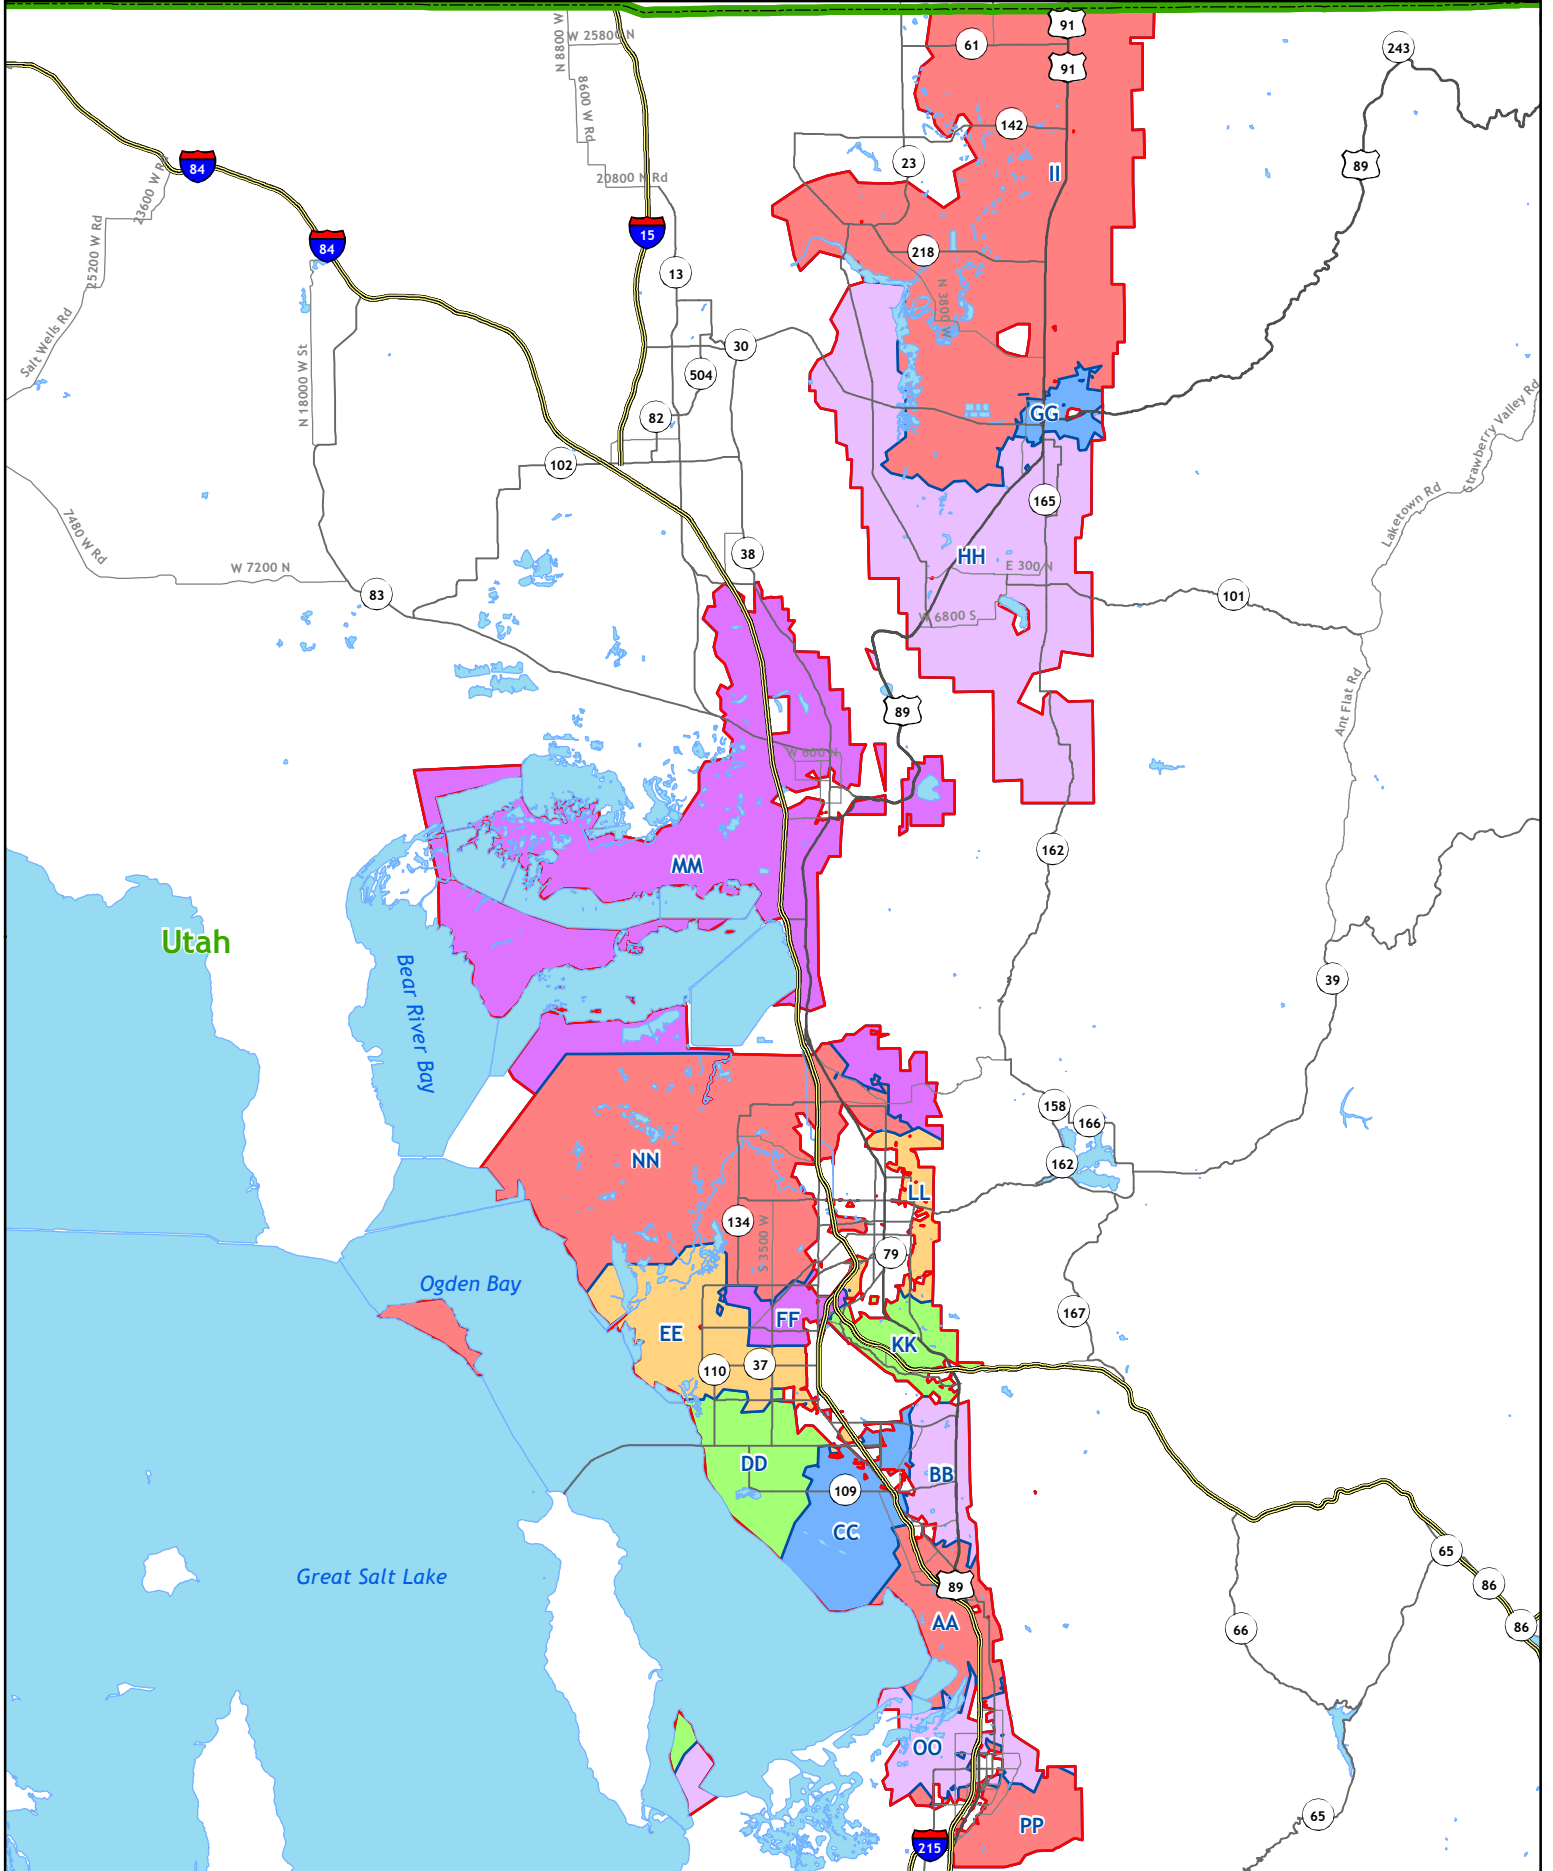 91
N 8800 W
W 25800 N
61
243
91
8600 W Rd
142
84
23600 W Rd
23
89
II
20800 N Rd
25200 W Rd
15
84
218
13
N 3800 W
Salt Wells Rd
30
N 18000 W St
504
82
GG
Strawberry Valley Rd
102
165
Laketown Rd
7480 W Rd
38
HH
W 7200 N
E 300 N
83
101
W 6800 S
Ant Flat Rd
89
W 600 N
162
MM
Utah
39
Bear River Bay
158
166
NN
162
LL
134
S 3500 W
79
Ogden Bay
167
FF
EE
KK
110
37
DD
BB
109
CC
65
Great Salt Lake
89
86
AA
66
86
OO
65
PP
215